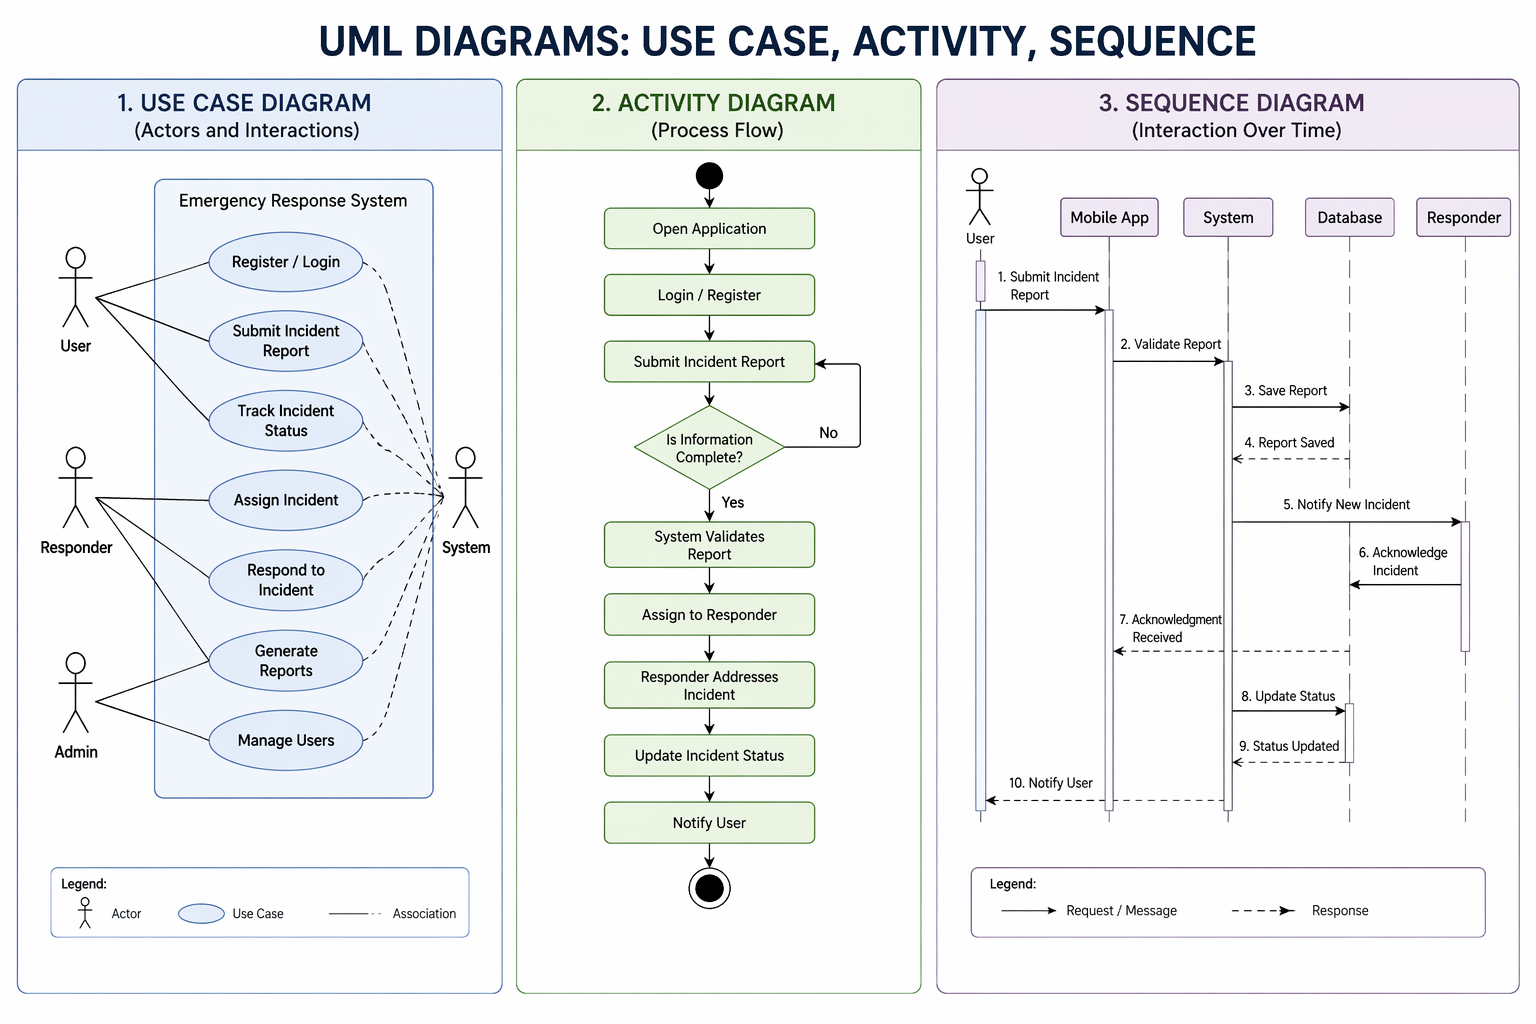 UML DIAGRAMS: USE CASE, ACTIVITY, SEQUENCE
1. USE CASE DIAGRAM
(Actors and Interactions)
Emergency Response System
Register / Login
Submit Incident
Report
Track Incident
Status
Assign Incident
Respond to
Incident
Generate
Reports
Manage Users
User
Responder
Admin
System
Legend:
Actor
Use Case
Association
2. ACTIVITY DIAGRAM
(Process Flow)
Open Application
Login / Register
Submit Incident Report
Is Information
Complete?
No
Yes
System Validates
Report
Assign to Responder
Responder Addresses
Incident
Update Incident Status
Notify User
3. SEQUENCE DIAGRAM
(Interaction Over Time)
User
Mobile App
System
Database
Responder
1. Submit Incident
Report
2. Validate Report
3. Save Report
4. Report Saved
5. Notify New Incident
6. Acknowledge
Incident
7. Acknowledgment
Received
8. Update Status
9. Status Updated
10. Notify User
Legend:
Request / Message
Response